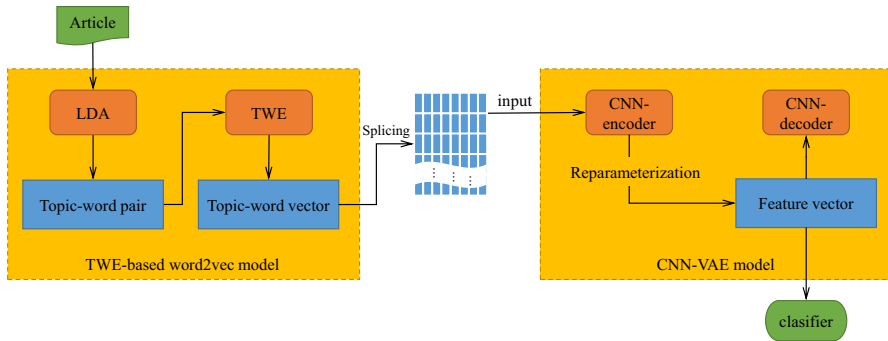 Article
LDA
TWE
Topic-word pair
Topic-word vector
TWE-based word2vec model
Splicing
input
CNN-
encoder
CNN-
decoder
Reparameterization
Feature vector
CNN-VAE model
clasifier